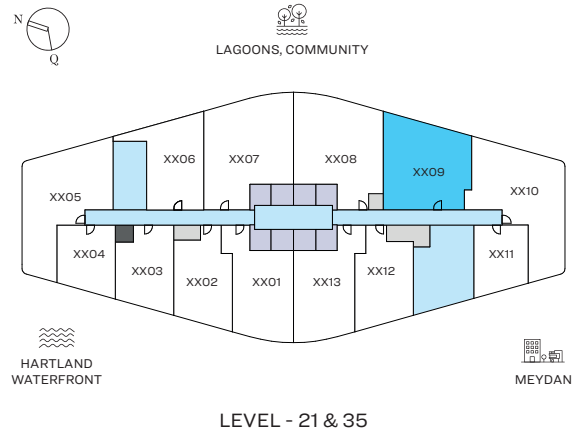 N
Q
LAGOONS, COMMUNITY
XX06
XX07
XX08
XX09
XX05
XX10
XX04
XX03
XX02
XX01
XX13
XX12
XX11
HARTLAND
WATERFRONT
MEYDAN
LEVEL - 21 & 35